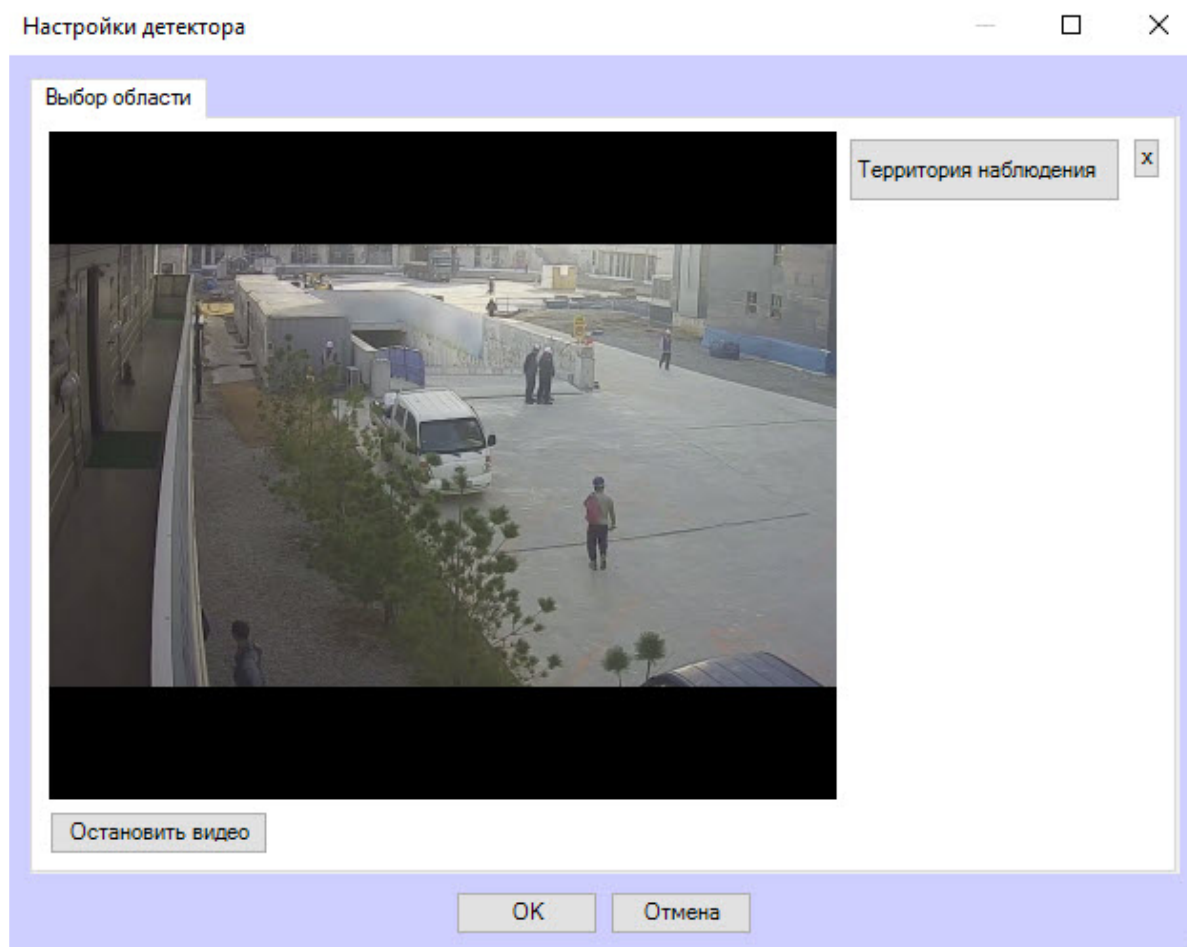 Настройки детектора
Выбор области
Территория наблюдения
x
Остановить видео
OK
Отмена